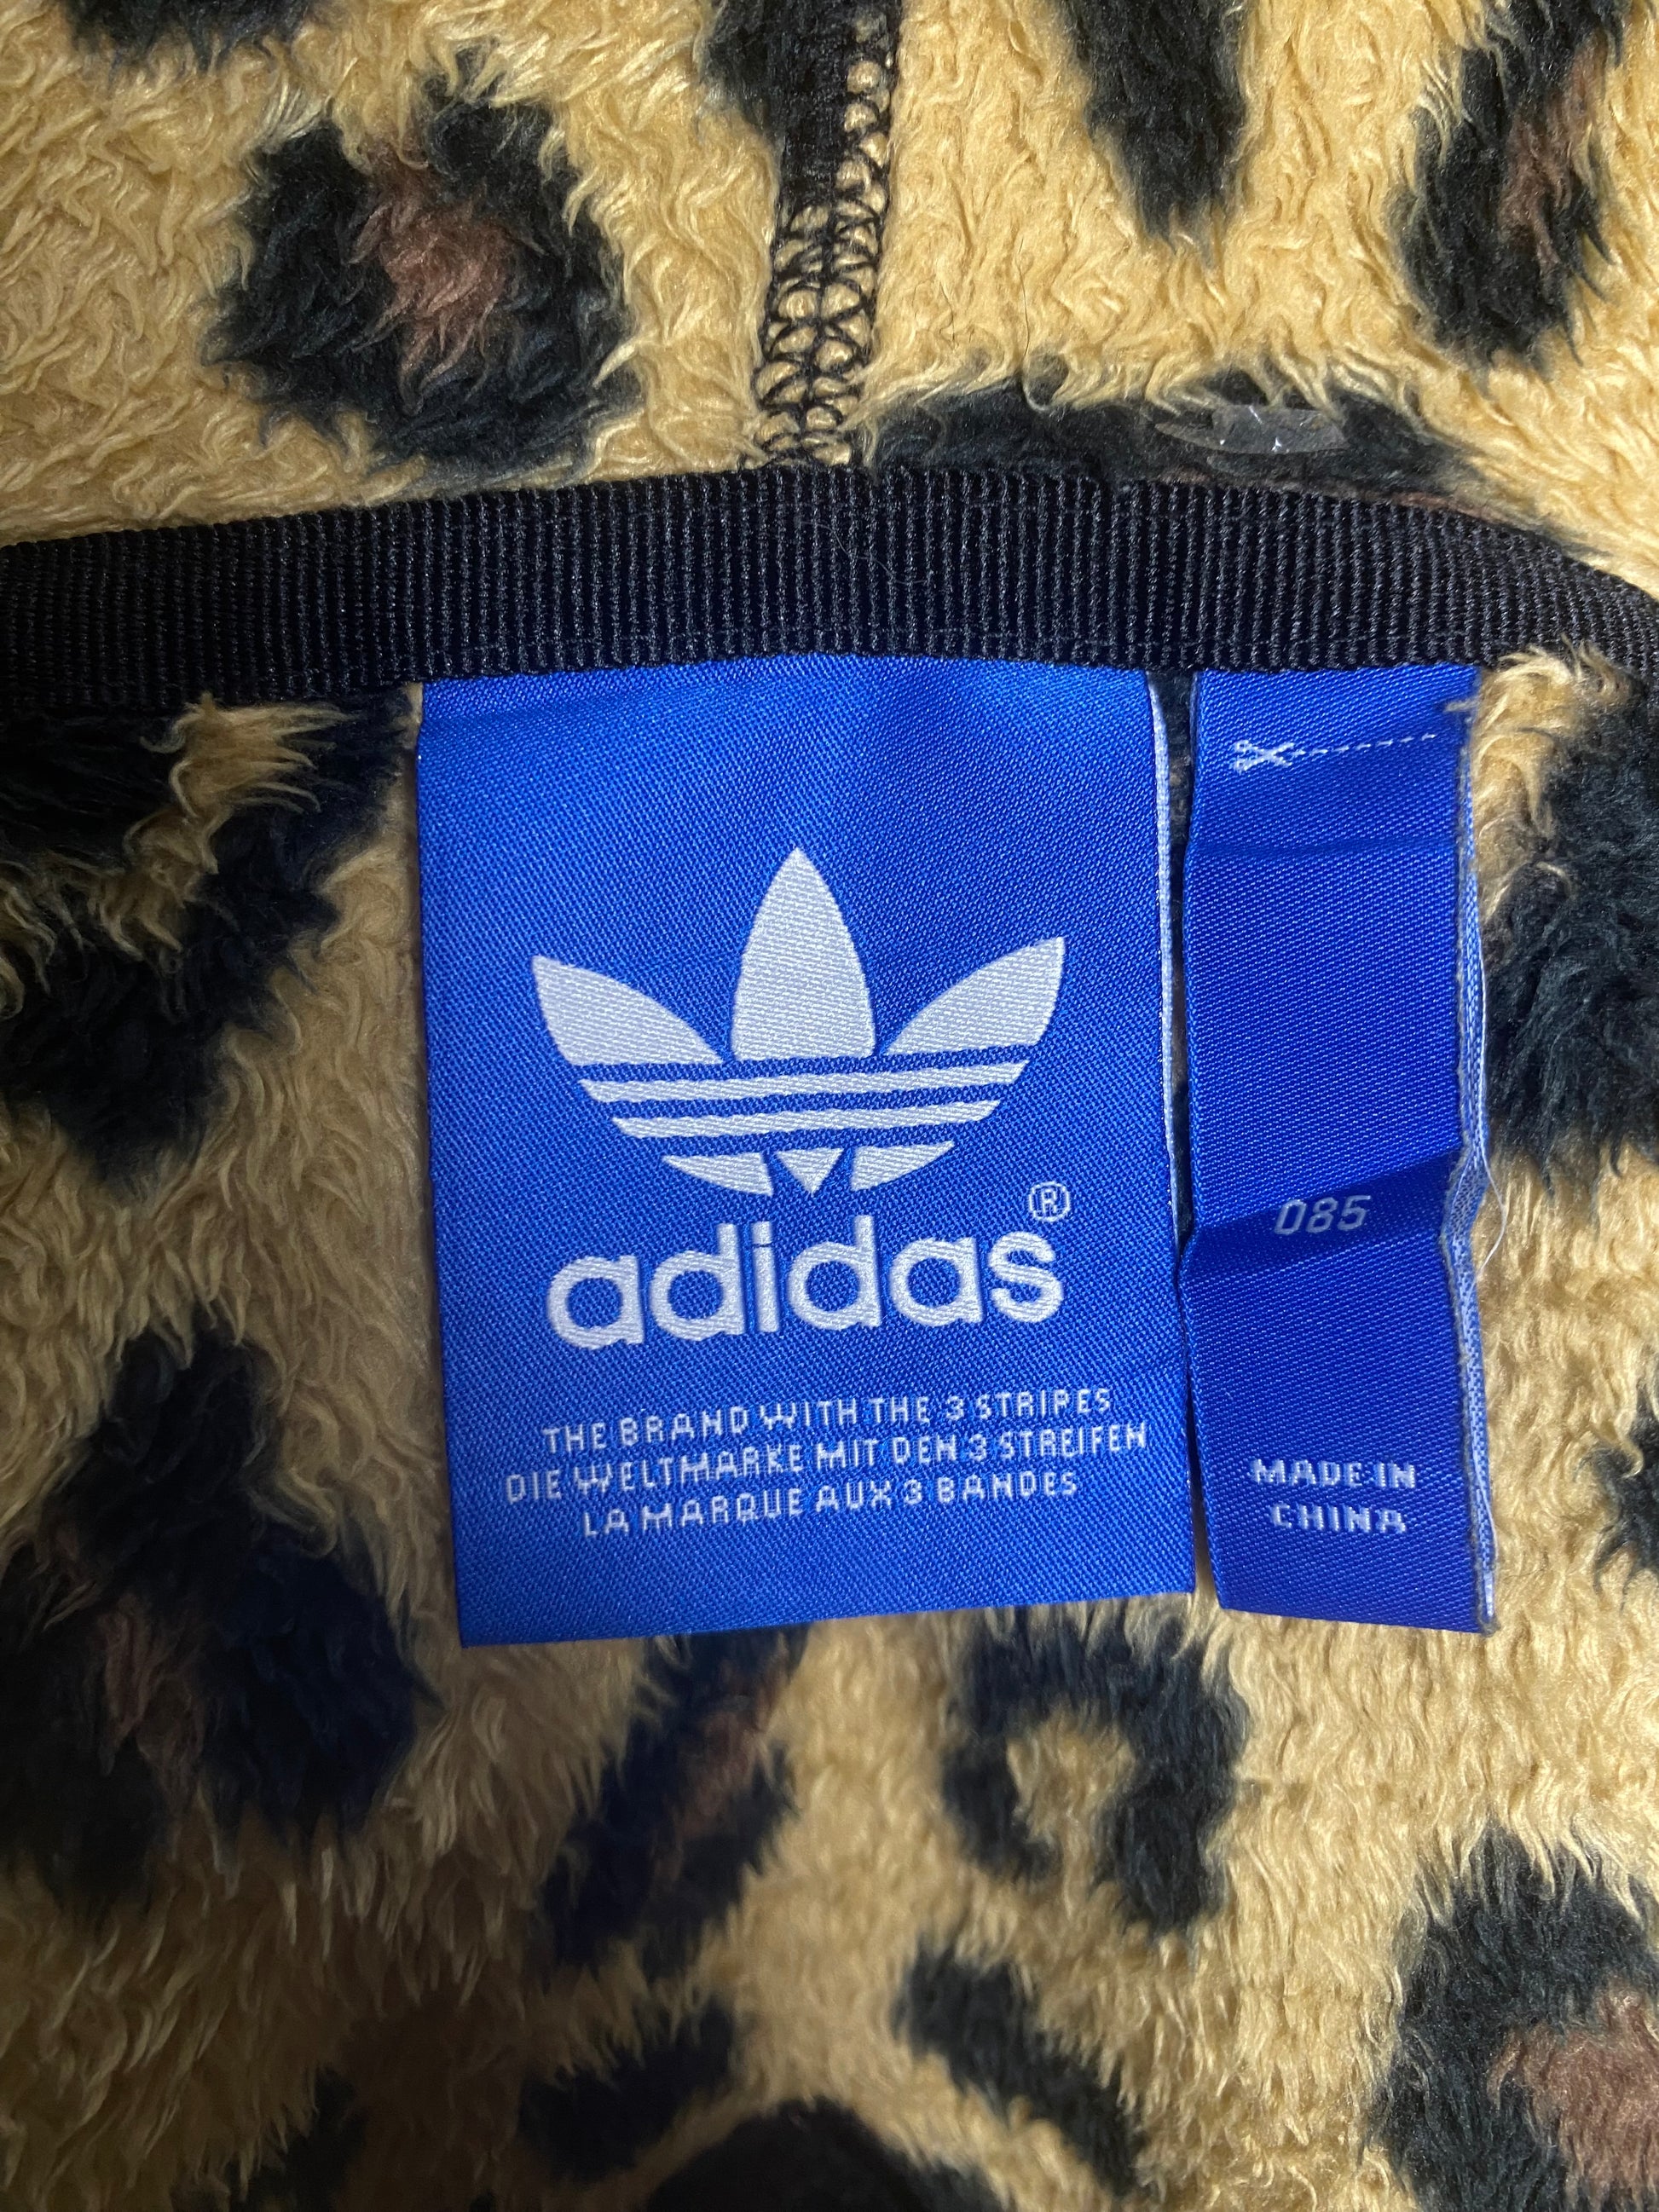 adidas®
THE BRAND WITH THE 3 STRIPES
DIE WELTMARKE MIT DEN 3 STREIFEN
LA MARQUE AUX 3 BANDES
085
MADE IN
CHINA